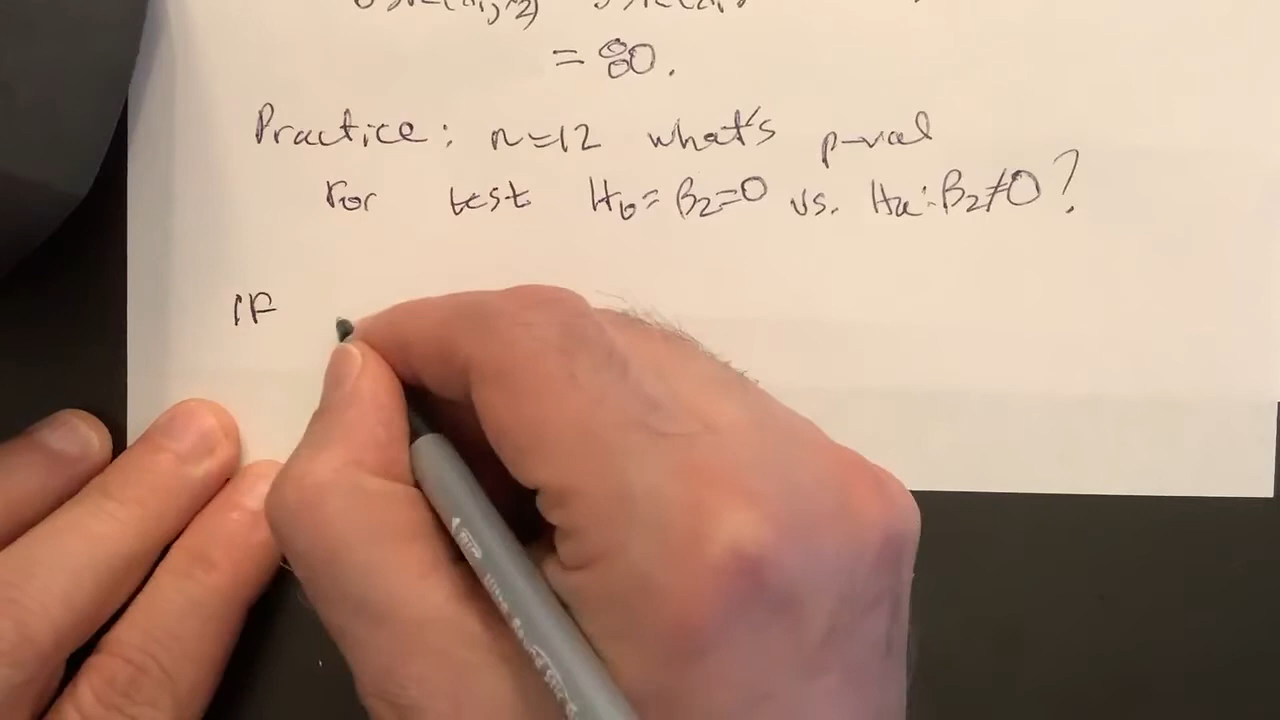 = 80.
Practice: n=12 what's p-val
For test H₀= β₂=0 vs. Ha: β₂≠0?
IF